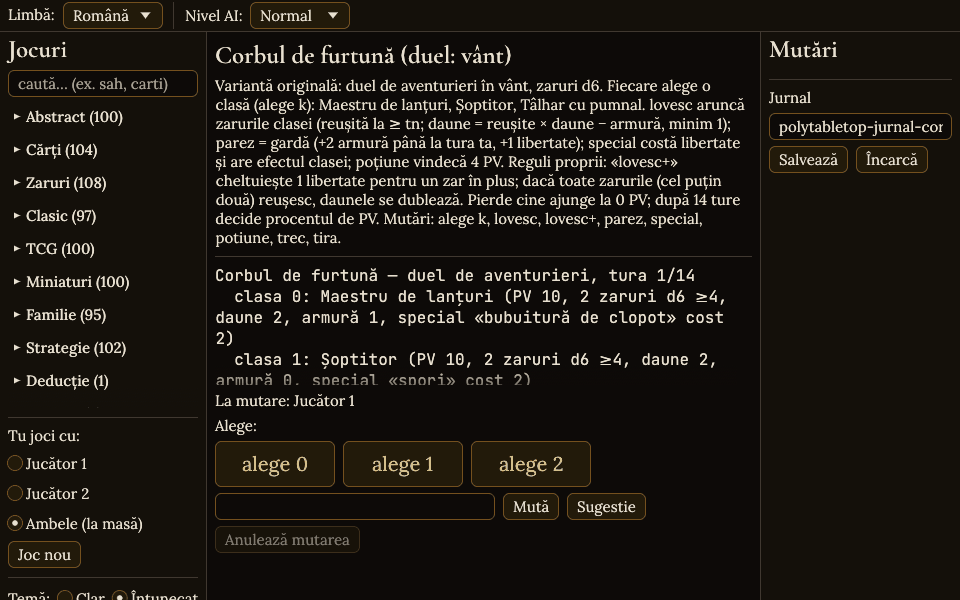 Limbă: Română ▼ Nivel AI: Normal ▼
Jocuri
caută... (ex. sah, carti)
▸ Abstract (100)
▸ Cărți (104)
▸ Zaruri (108)
▸ Clasic (97)
▸ TCG (100)
▸ Miniaturi (100)
▸ Familie (95)
▸ Strategie (102)
▸ Deducție (1)
Tu joci cu:
Jucător 1
Jucător 2
Ambele (la masă)
Joc nou
Temă: Clar Întunecat
Corbul de furtună (duel: vânt)
Variantă originală: duel de aventurieri în vânt, zaruri d6. Fiecare alege o
clasă (alege k): Maestru de lanțuri, Șoptitor, Tâlhar cu pumnal. lovesc aruncă
zarurile clasei (reușită la ≥ tn; daune = reușite × daune − armură, minim 1);
parez = gardă (+2 armură până la tura ta, +1 libertate); special costă libertate
și are efectul clasei; poțiune vindecă 4 PV. Reguli proprii: «lovesc+»
cheltuiește 1 libertate pentru un zar în plus; dacă toate zarurile (cel puțin
două) reușesc, daunele se dublează. Pierde cine ajunge la 0 PV; după 14 ture
decide procentul de PV. Mutări: alege k, lovesc, lovesc+, parez, special,
potiune, trec, tira.
Corbul de furtună — duel de aventurieri, tura 1/14
clasa 0: Maestru de lanțuri (PV 10, 2 zaruri d6 ≥4,
daune 2, armură 1, special «bubuitură de clopot» cost
2)
clasa 1: Șoptitor (PV 10, 2 zaruri d6 ≥4, daune 2,
armură 0, special «spori» cost 2)
La mutare: Jucător 1
Alege:
alege 0 alege 1 alege 2
Mută Sugestie
Anulează mutarea
Mutări
Jurnal
polytabletop-jurnal-cor
Salvează Încarcă